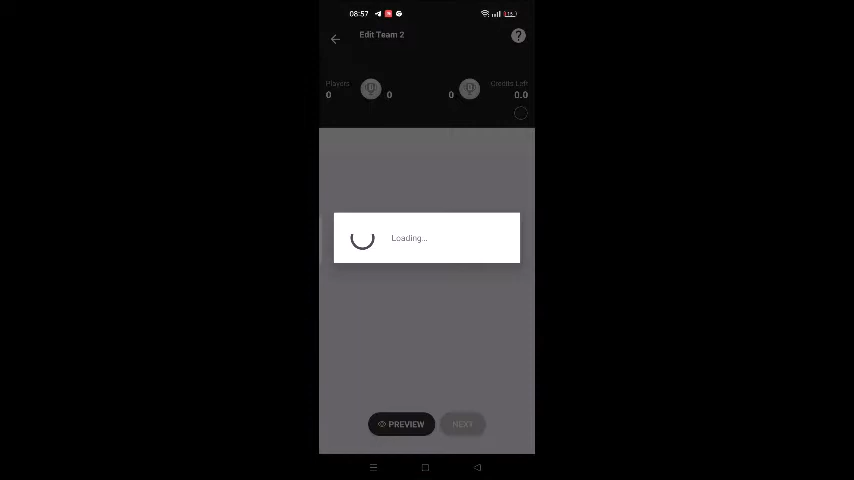 08:57
Edit Team 2
?
Players
Credits Left
0
0
0
0.0
Loading...
PREVIEW
NEXT